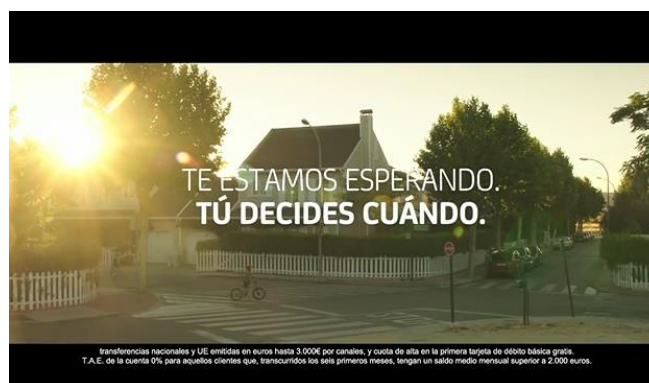 TE ESTAMOS ESPERANDO.
TÚ DECIDES CUÁNDO.
transferencias nacionales y UE emitidas en euros hasta 3.000€ por canales, y cuota de alta en la primera tarjeta de débito básica gratis.
T.A.E. de la cuenta 0% para aquellos clientes que, transcurridos los seis primeros meses, tengan un saldo medio mensual superior a 2.000 euros.